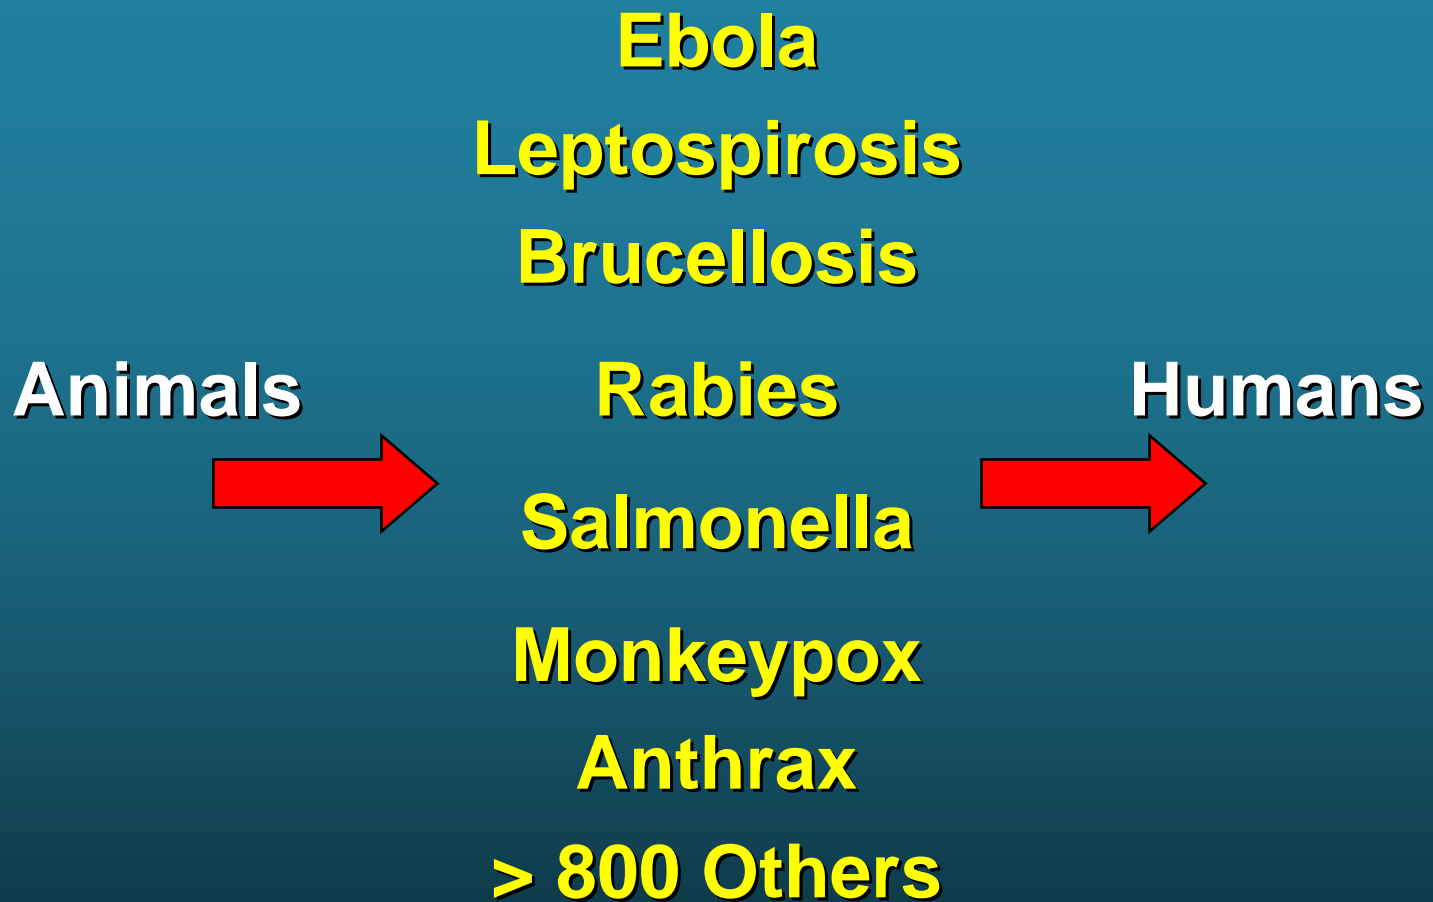 Ebola
Leptospirosis
Brucellosis
Animals Rabies Humans
Salmonella
Monkeypox
Anthrax
> 800 Others